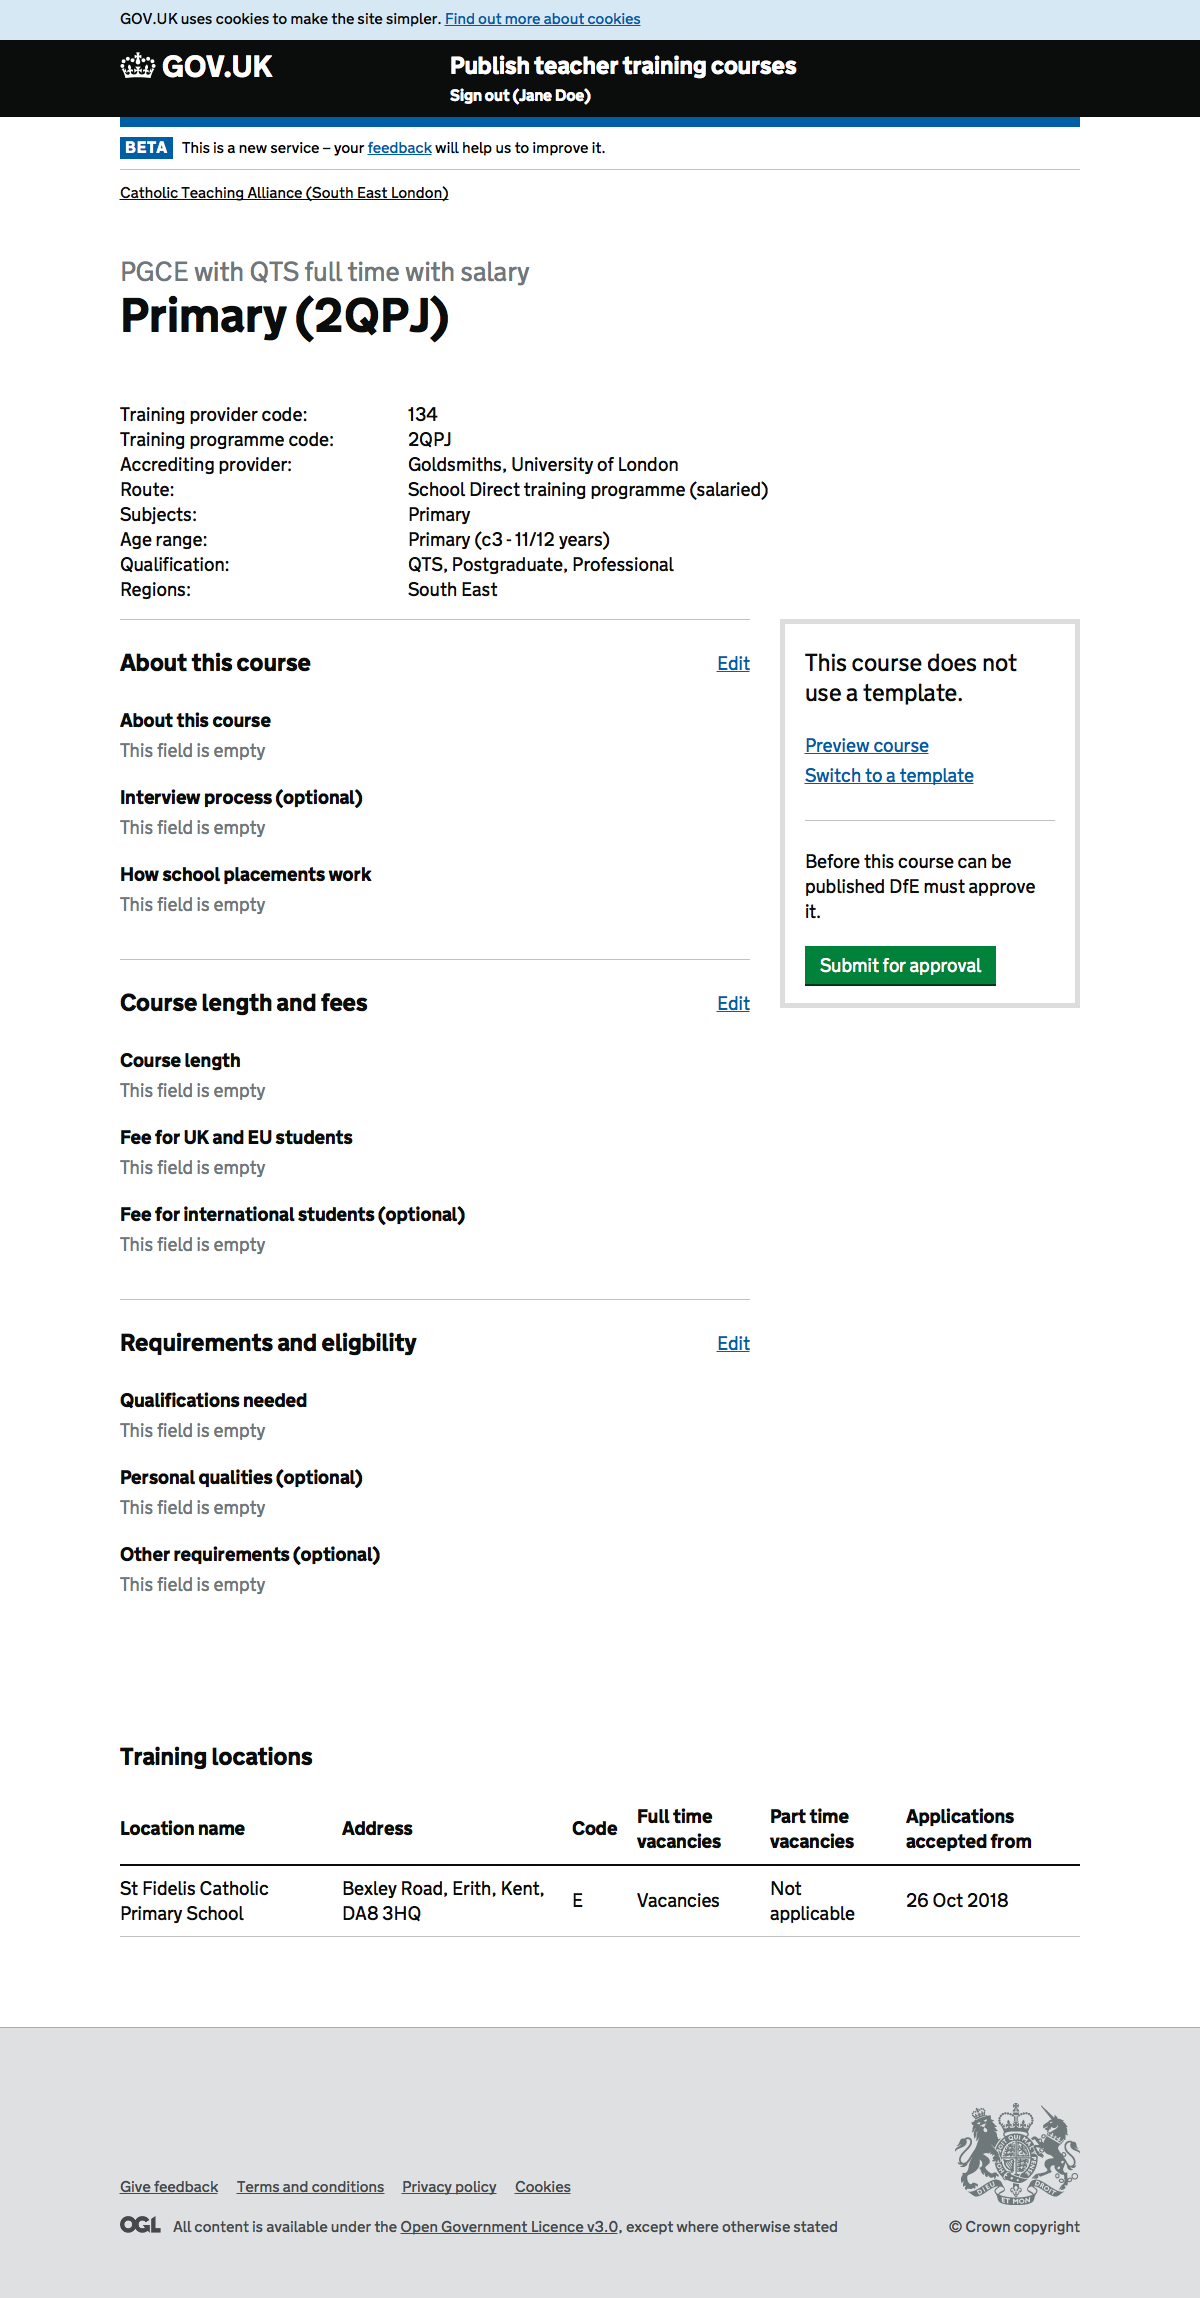 GOV.UK uses cookies to make the site simpler. Find out more about cookies
GOV.UK
Publish teacher training courses
Sign out (Jane Doe)
BETA This is a new service – your feedback will help us to improve it.
Catholic Teaching Alliance (South East London)
PGCE with QTS full time with salary
Primary (2QPJ)
Training provider code: 134
Training programme code: 2QPJ
Accrediting provider: Goldsmiths, University of London
Route: School Direct training programme (salaried)
Subjects: Primary
Age range: Primary (c3 - 11/12 years)
Qualification: QTS, Postgraduate, Professional
Regions: South East
About this course Edit
About this course
This field is empty
Interview process (optional)
This field is empty
How school placements work
This field is empty
This course does not
use a template.
Preview course
Switch to a template
Before this course can be
published DfE must approve
it.
Submit for approval
Course length and fees Edit
Course length
This field is empty
Fee for UK and EU students
This field is empty
Fee for international students (optional)
This field is empty
Requirements and eligbility Edit
Qualifications needed
This field is empty
Personal qualities (optional)
This field is empty
Other requirements (optional)
This field is empty
Training locations
Location name Address Code Full time vacancies Part time vacancies Applications accepted from
St Fidelis Catholic Primary School Bexley Road, Erith, Kent, DA8 3HQ E Vacancies Not applicable 26 Oct 2018
Give feedback Terms and conditions Privacy policy Cookies
OGL All content is available under the Open Government Licence v3.0, except where otherwise stated
DIEU ET MON DROIT
© Crown copyright